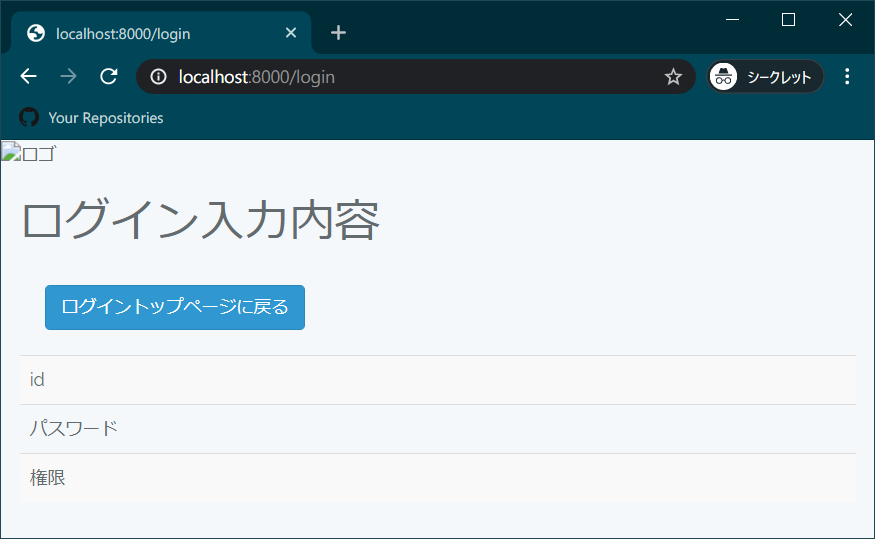 localhost:8000/login
localhost:8000/login
シークレット
Your Repositories
ロゴ
ログイン入力内容
ログイントップページに戻る
id
パスワード
権限